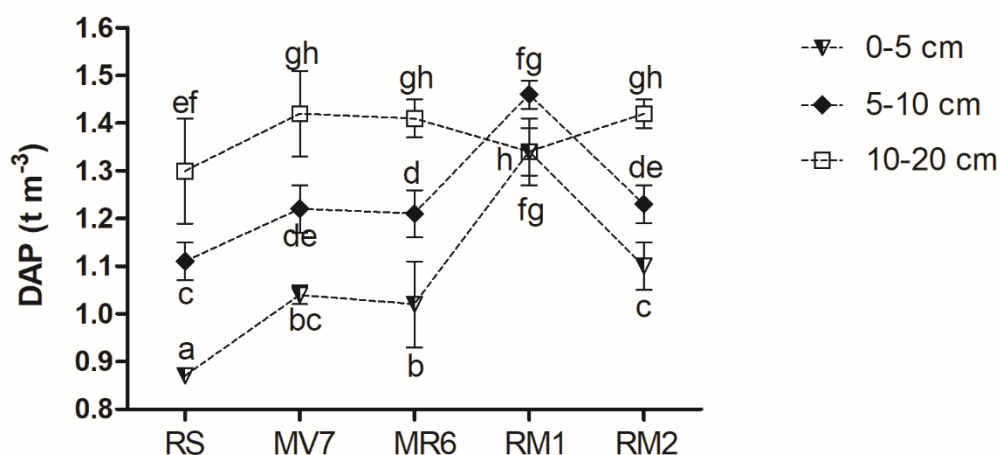 DAP (t m⁻³)
1.6
1.5
1.4
1.3
1.2
1.1
1.0
0.9
0.8
ef gh gh fg gh
h
d de
c de fg
a bc b c
RS MV7 MR6 RM1 RM2
0-5 cm
5-10 cm
10-20 cm